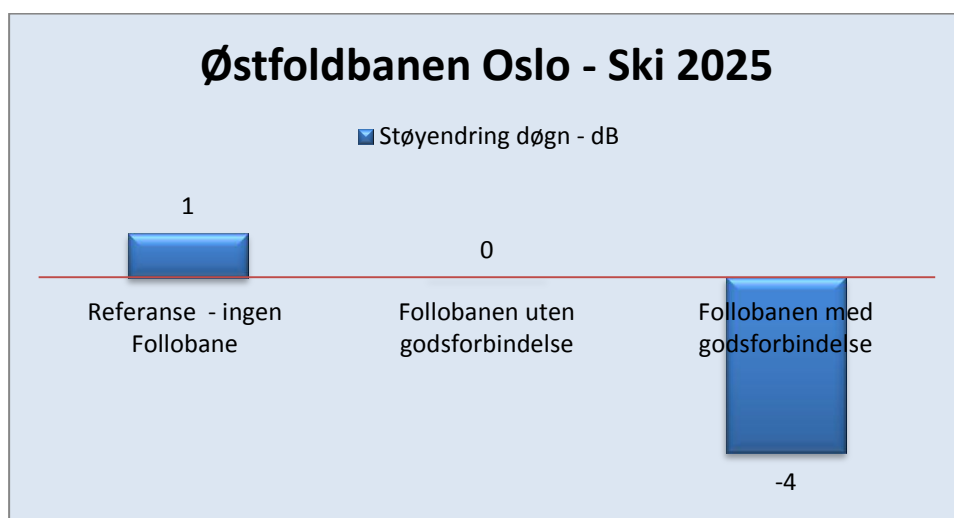 Østfoldbanen Oslo - Ski 2025
Støyendring døgn - dB
1
0
Referanse - ingen
Follobane
Follobanen uten
godsforbindelse
Follobanen med
godsforbindelse
-4